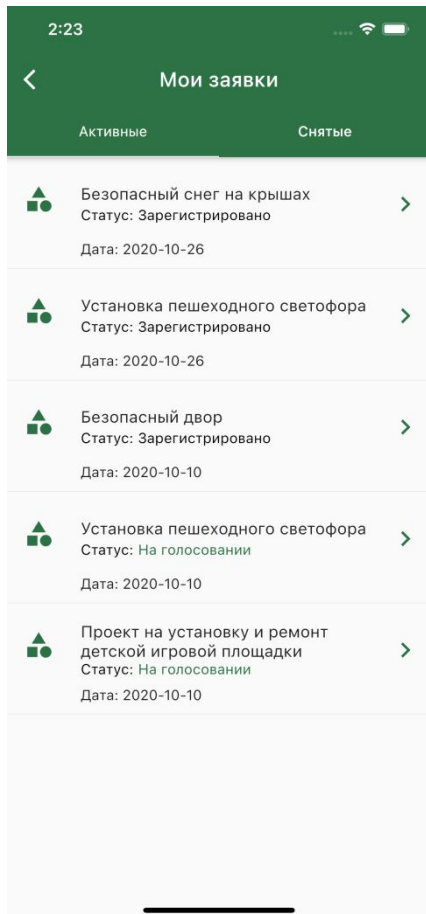 2:23
Мои заявки
Активные
Снятые
Безопасный снег на крышах
Статус: Зарегистрировано
Дата: 2020-10-26
Установка пешеходного светофора
Статус: Зарегистрировано
Дата: 2020-10-26
Безопасный двор
Статус: Зарегистрировано
Дата: 2020-10-10
Установка пешеходного светофора
Статус: На голосовании
Дата: 2020-10-10
Проект на установку и ремонт
детской игровой площадки
Статус: На голосовании
Дата: 2020-10-10